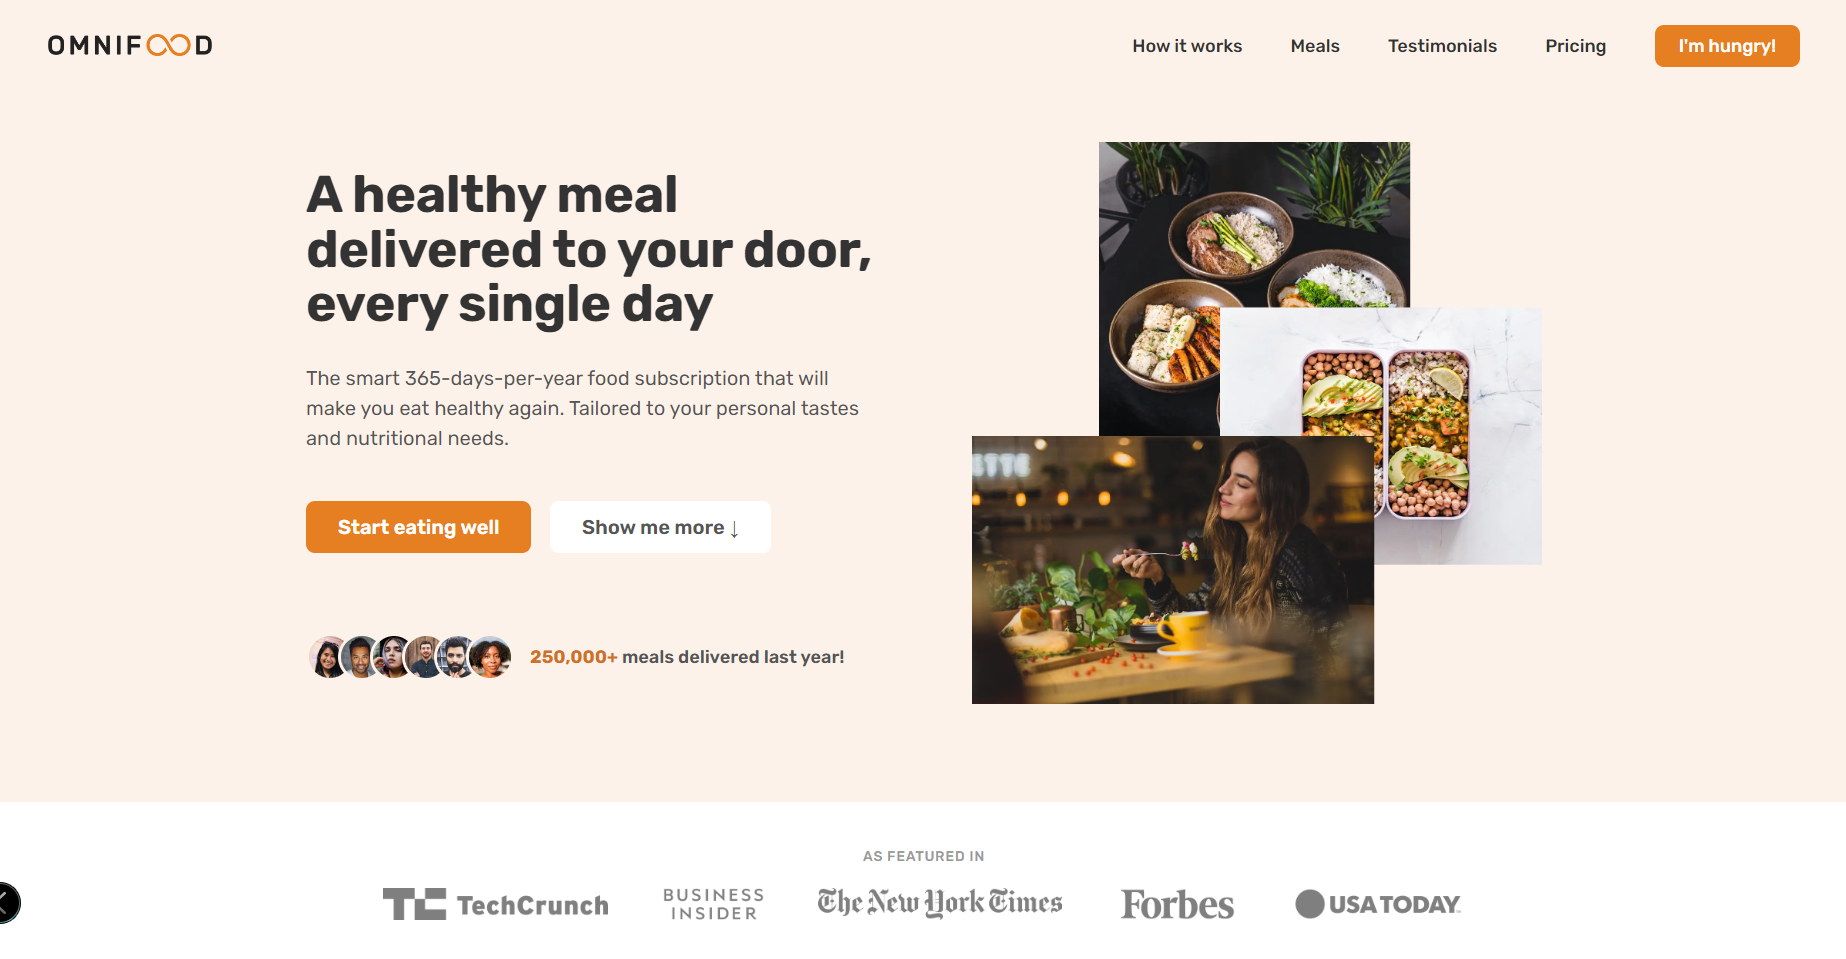 OMNIFOOD
How it works
Meals
Testimonials
Pricing
I'm hungry!
A healthy meal
delivered to your door,
every single day
The smart 365-days-per-year food subscription that will
make you eat healthy again. Tailored to your personal tastes
and nutritional needs.
Start eating well
Show me more ↓
250,000+ meals delivered last year!
ETTE
AS FEATURED IN
TC TechCrunch
BUSINESS
INSIDER
The New York Times
Forbes
USA TODAY